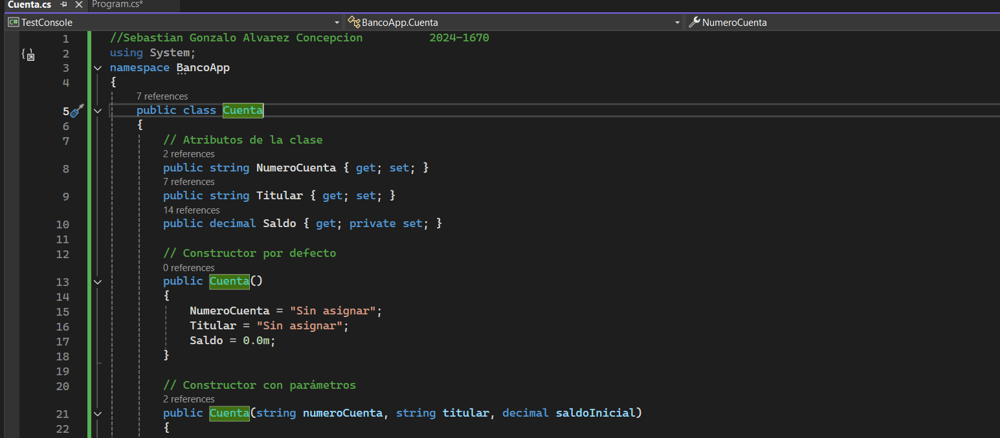 Cuenta.cs Program.cs*
C# TestConsole BancoApp.Cuenta NumeroCuenta
1 //Sebastian Gonzalo Alvarez Concepcion 2024-1670
2 using System;
3 namespace BancoApp
4 {
7 references
5 public class Cuenta
6 {
7 // Atributos de la clase
2 references
8 public string NumeroCuenta { get; set; }
7 references
9 public string Titular { get; set; }
14 references
10 public decimal Saldo { get; private set; }
11
12 // Constructor por defecto
0 references
13 public Cuenta()
14 {
15 NumeroCuenta = "Sin asignar";
16 Titular = "Sin asignar";
17 Saldo = 0.0m;
18 }
19
20 // Constructor con parámetros
2 references
21 public Cuenta(string numeroCuenta, string titular, decimal saldoInicial)
22 {